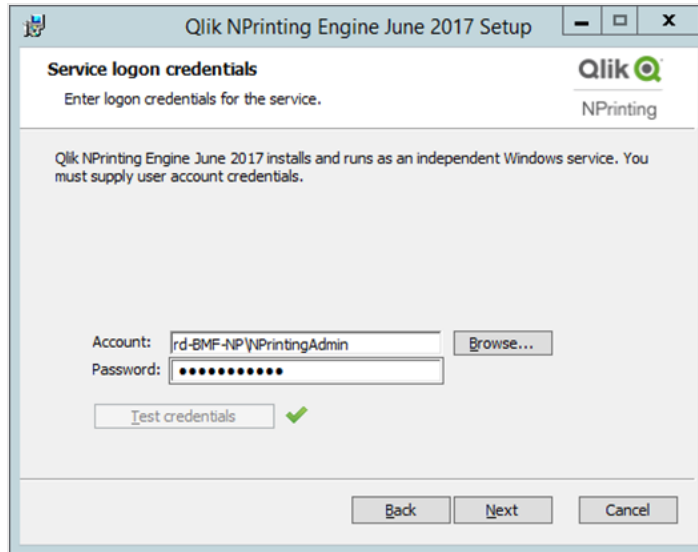 Qlik NPrinting Engine June 2017 Setup
Service logon credentials
Enter logon credentials for the service.
Qlik
NPrinting
Qlik NPrinting Engine June 2017 installs and runs as an independent Windows service. You
must supply user account credentials.
Account: rd-BMF-NP\NPrintingAdmin Browse...
Password: •••••••••••
Test credentials
Back Next Cancel